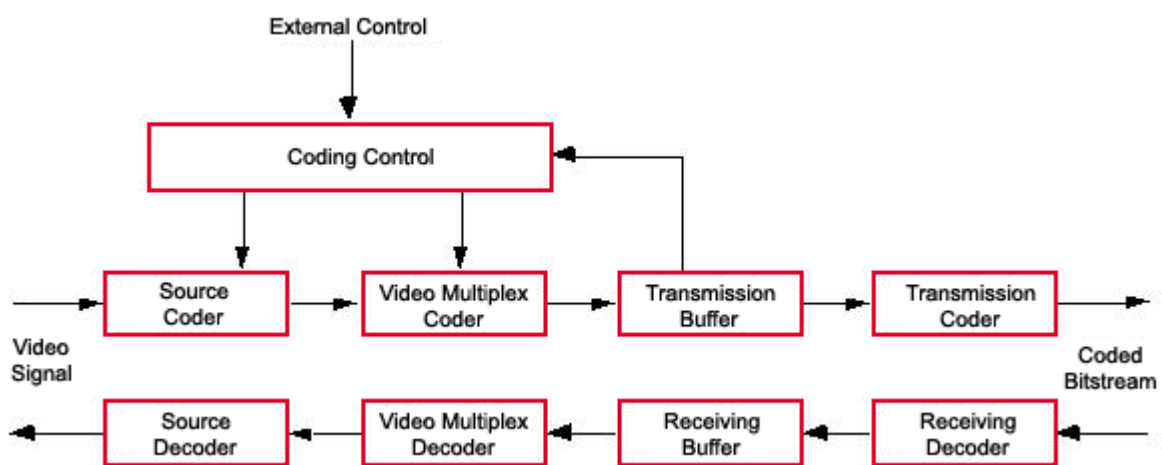 External Control
Coding Control
Source
Coder
Video Multiplex
Coder
Transmission
Buffer
Transmission
Coder
Video
Signal
Coded
Bitstream
Source
Decoder
Video Multiplex
Decoder
Receiving
Buffer
Receiving
Decoder